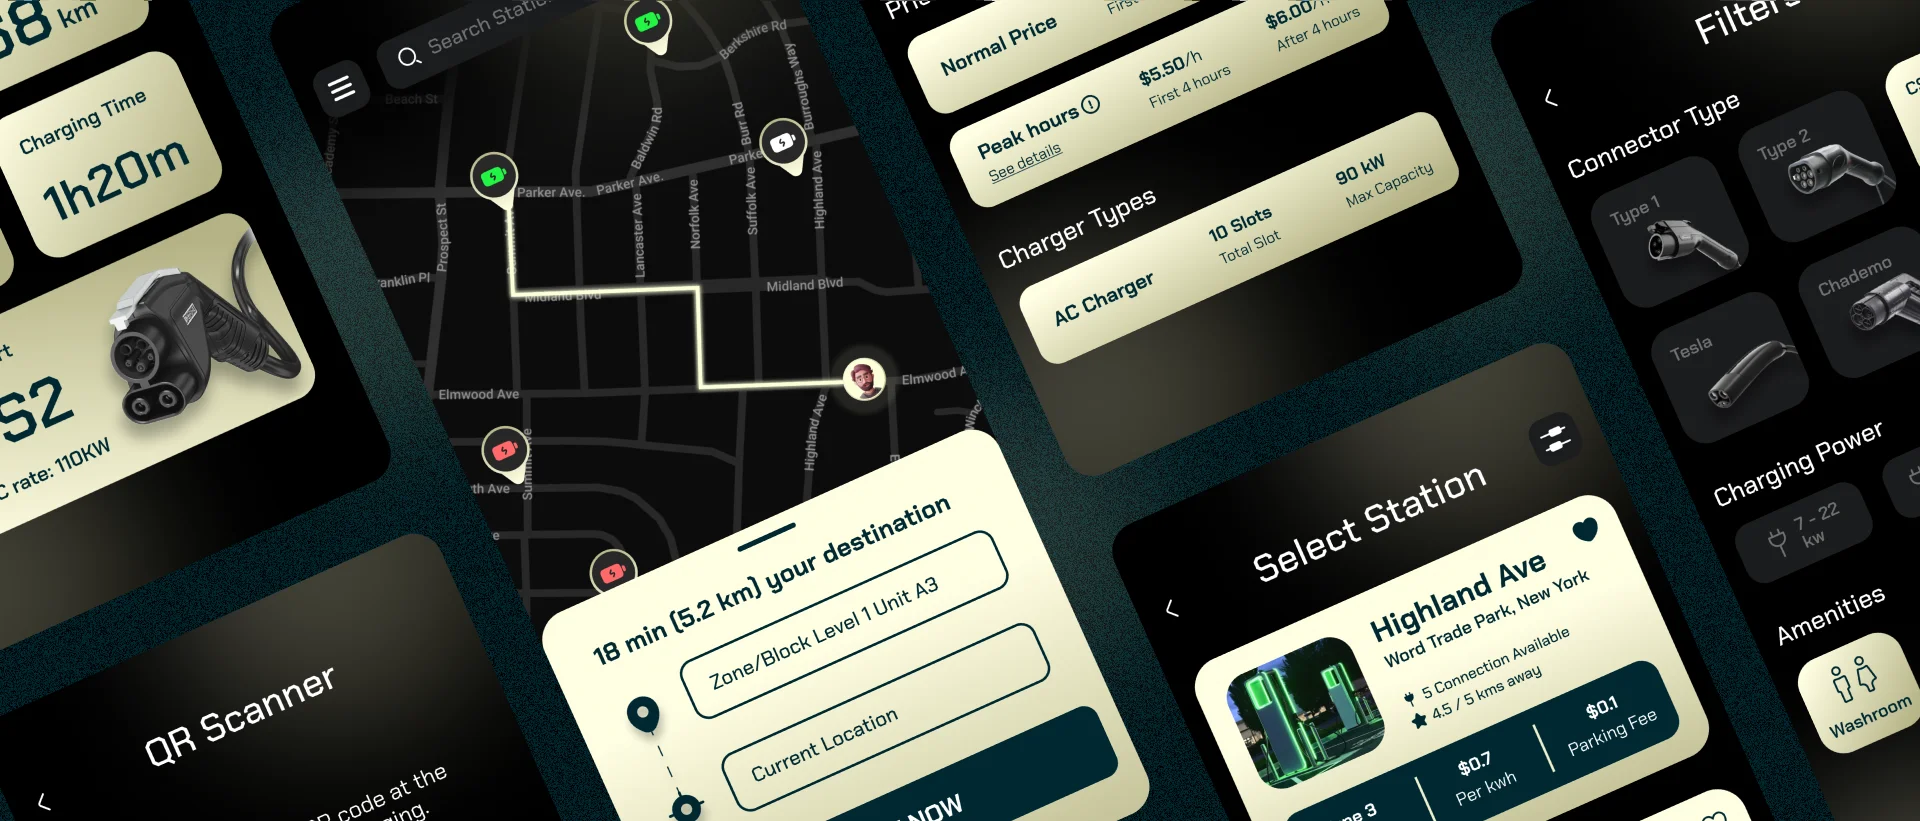 58 km
Charging Time
1h20m
S2
C rate: 110KW
QR Scanner
code at the
Search Station
Beach St
Berkshire Rd
Burroughs Way
Baldwin Rd
Burr Rd
Parker Ave.
Parker Ave.
Parke
Prospect St
Lancaster Ave
Norfolk Ave
Suffolk Ave
Highland Ave
anklin Pl
Midland Blvd
Midland Blvd
Elmwood Ave
Elmwood A
Highland Ave
th Ave
18 min (5.2 km) your destination
Zone/Block Level 1 Unit A3
Current Location
NOW
Normal Price
Peak hours
See details
$5.50/h
First 4 hours
$6.00/h
After 4 hours
Charger Types
AC Charger
10 Slots
Total Slot
90 kW
Max Capacity
Select Station
Highland Ave
Word Trade Park, New York
5 Connection Available
4.5 / 5 kms away
$0.7
Per kwh
$0.1
Parking Fee
Filters
Connector Type
Type 1
Type 2
Tesla
Chademo
Charging Power
7 - 22
kw
Amenities
Washroom